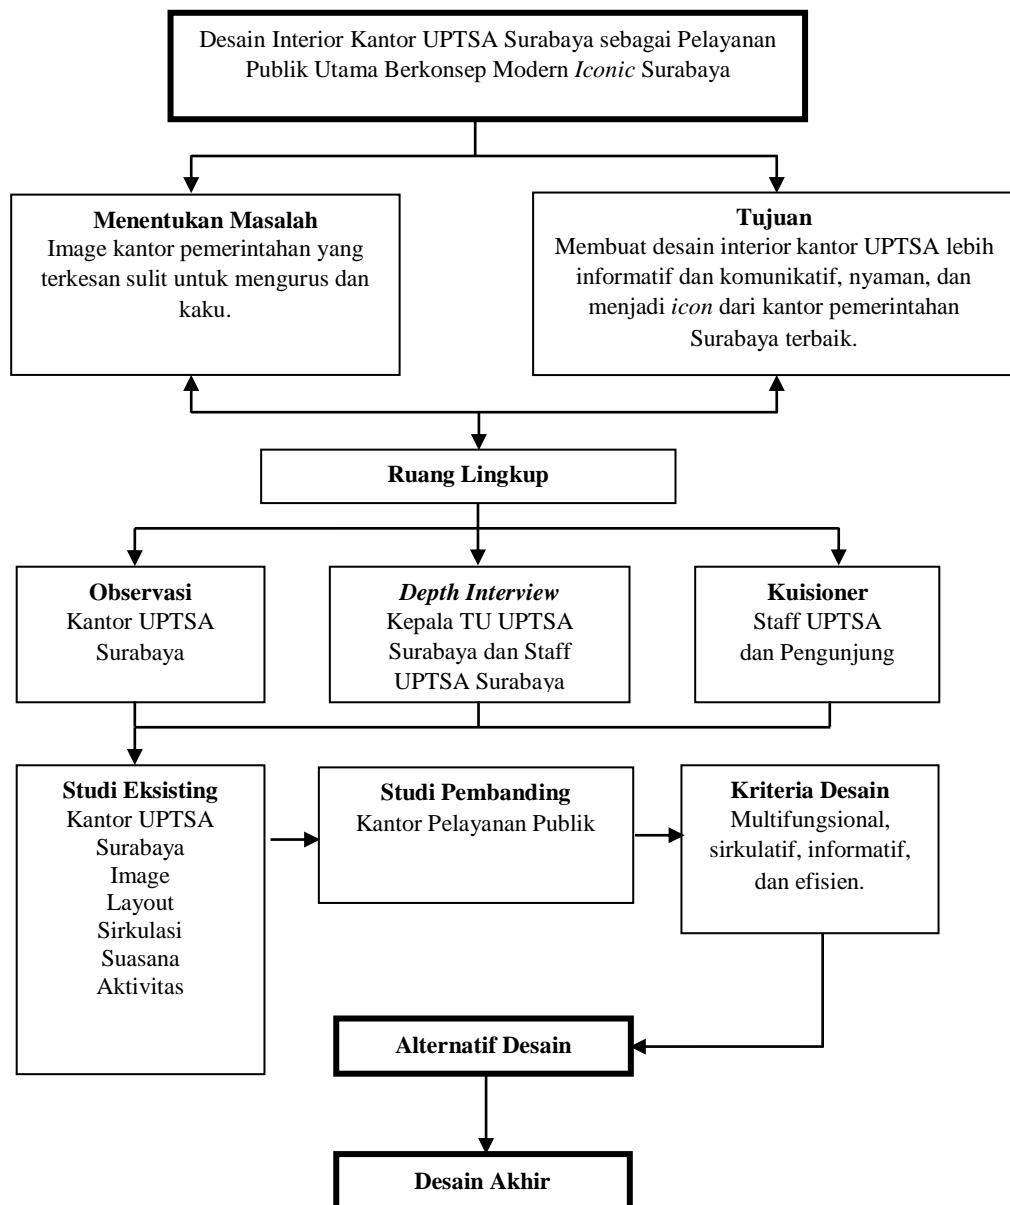 Desain Interior Kantor UPTSA Surabaya sebagai Pelayanan
Publik Utama Berkonsep Modern Iconic Surabaya
Menentukan Masalah
Image kantor pemerintahan yang
terkesan sulit untuk mengurus dan
kaku.
Tujuan
Membuat desain interior kantor UPTSA lebih
informatif dan komunikatif, nyaman, dan
menjadi icon dari kantor pemerintahan
Surabaya terbaik.
Ruang Lingkup
Observasi
Kantor UPTSA
Surabaya
Depth Interview
Kepala TU UPTSA
Surabaya dan Staff
UPTSA Surabaya
Kuisioner
Staff UPTSA
dan Pengunjung
Studi Eksisting
Kantor UPTSA
Surabaya
Image
Layout
Sirkulasi
Suasana
Aktivitas
Studi Pembanding
Kantor Pelayanan Publik
Kriteria Desain
Multifungsional,
sirkulatif, informatif,
dan efisien.
Alternatif Desain
Desain Akhir